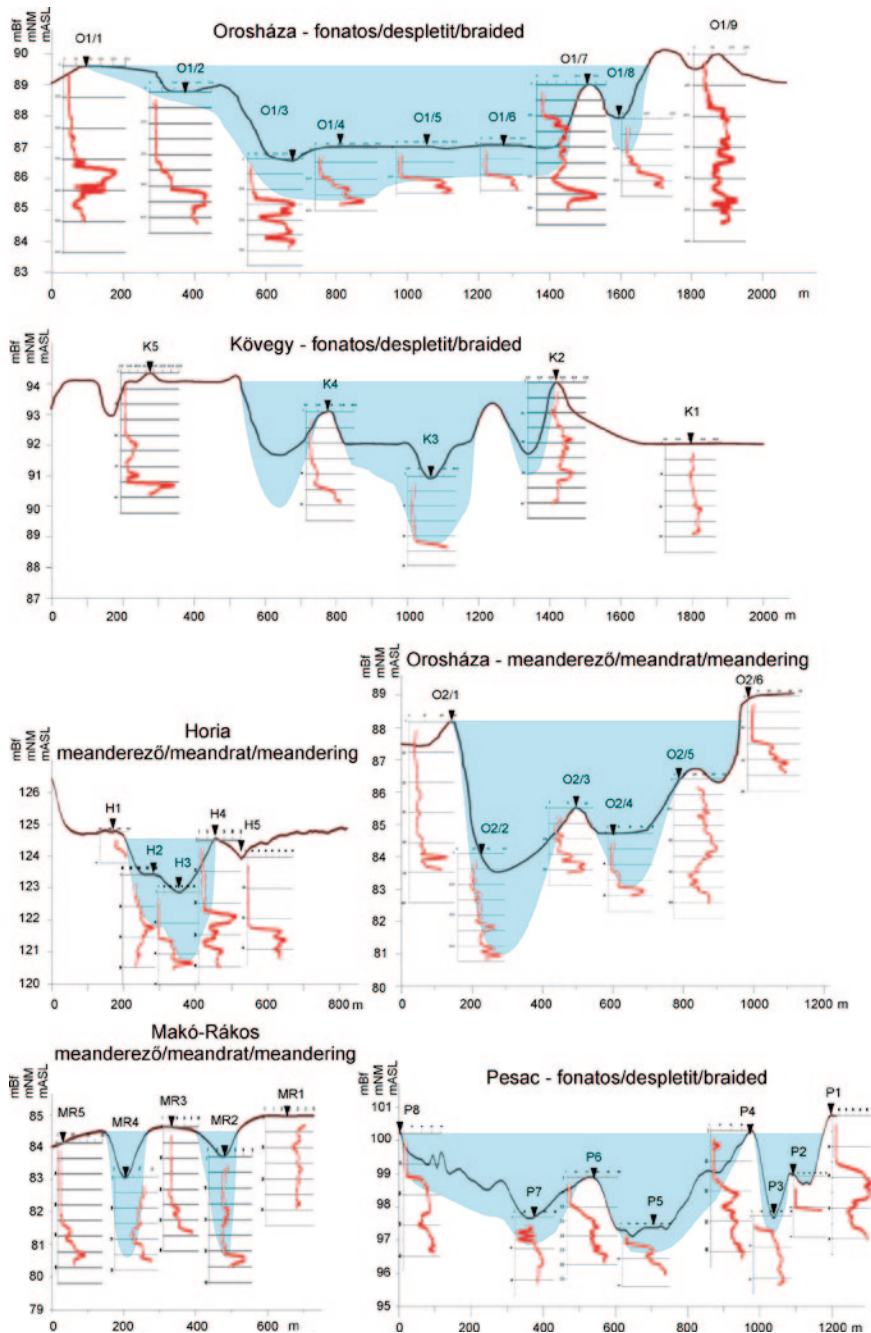 mBf
mNM
mASL
Orosháza - fonatos/despletit/braided
O1/1
O1/2
O1/3
O1/4
O1/5
O1/6
O1/7
O1/8
O1/9
90
89
87
86
85
84
83
0 200 400 600 800 1000 1200 1400 1600 1800 2000 m
mBf
mNM
mASL
Kövegy - fonatos/despletit/braided
K5
K4
K3
K2
K1
94
93
92
91
90
89
88
87
0 200 400 600 800 1000 1200 1400 1600 1800 2000 m
mBf
mNM
mASL
Horia
meanderező/meandrat/meandering
H1
H2
H3
H4
H5
126
125
124
123
122
121
120
0 200 400 600 800 m
mBf
mNM
mASL
Orosháza - meanderező/meandrat/meandering
O2/1
O2/2
O2/3
O2/4
O2/5
O2/6
89
88
87
86
85
84
83
82
81
80
0 200 400 600 800 1000 1200 m
mBf
mNM
mASL
Makó-Rákos
meanderező/meandrat/meandering
MR5
MR4
MR3
MR2
MR1
85
84
83
82
81
80
79
0 200 400 600 m
mBf
mNM
mASL
Pesac - fonatos/despletit/braided
P8
P7
P6
P5
P4
P3
P2
P1
101
100
99
98
97
96
95
0 200 400 600 800 1000 1200 m